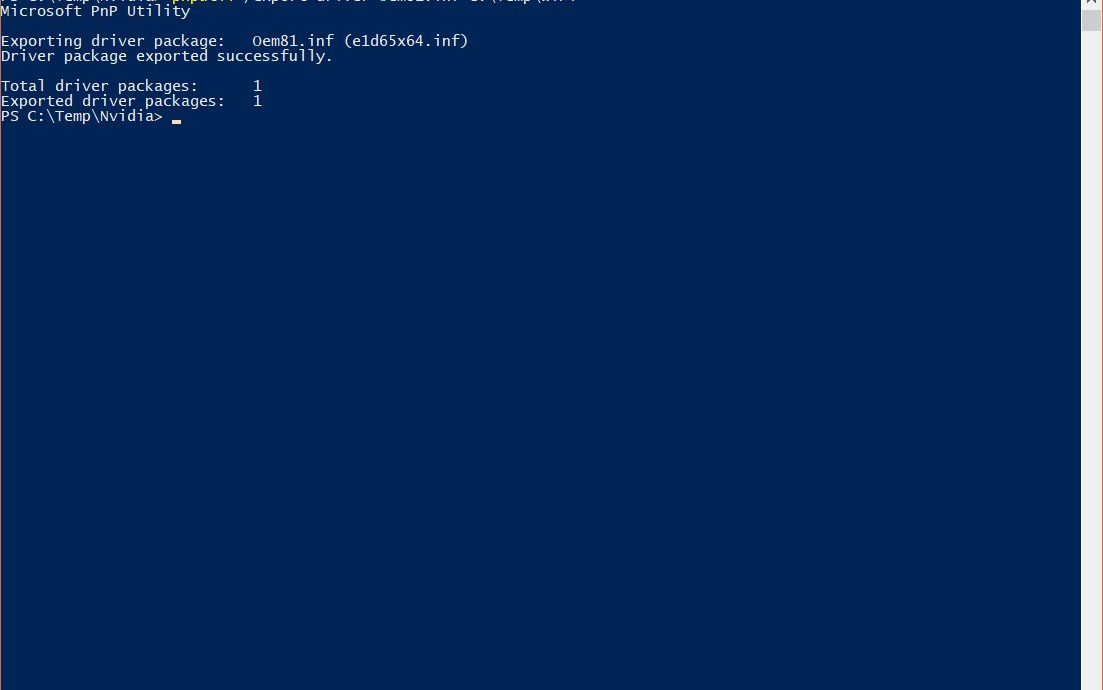 Microsoft PnP Utility
Exporting driver package: Oem81.inf (e1d65x64.inf)
Driver package exported successfully.
Total driver packages: 1
Exported driver packages: 1
PS C:\Temp\Nvidia>